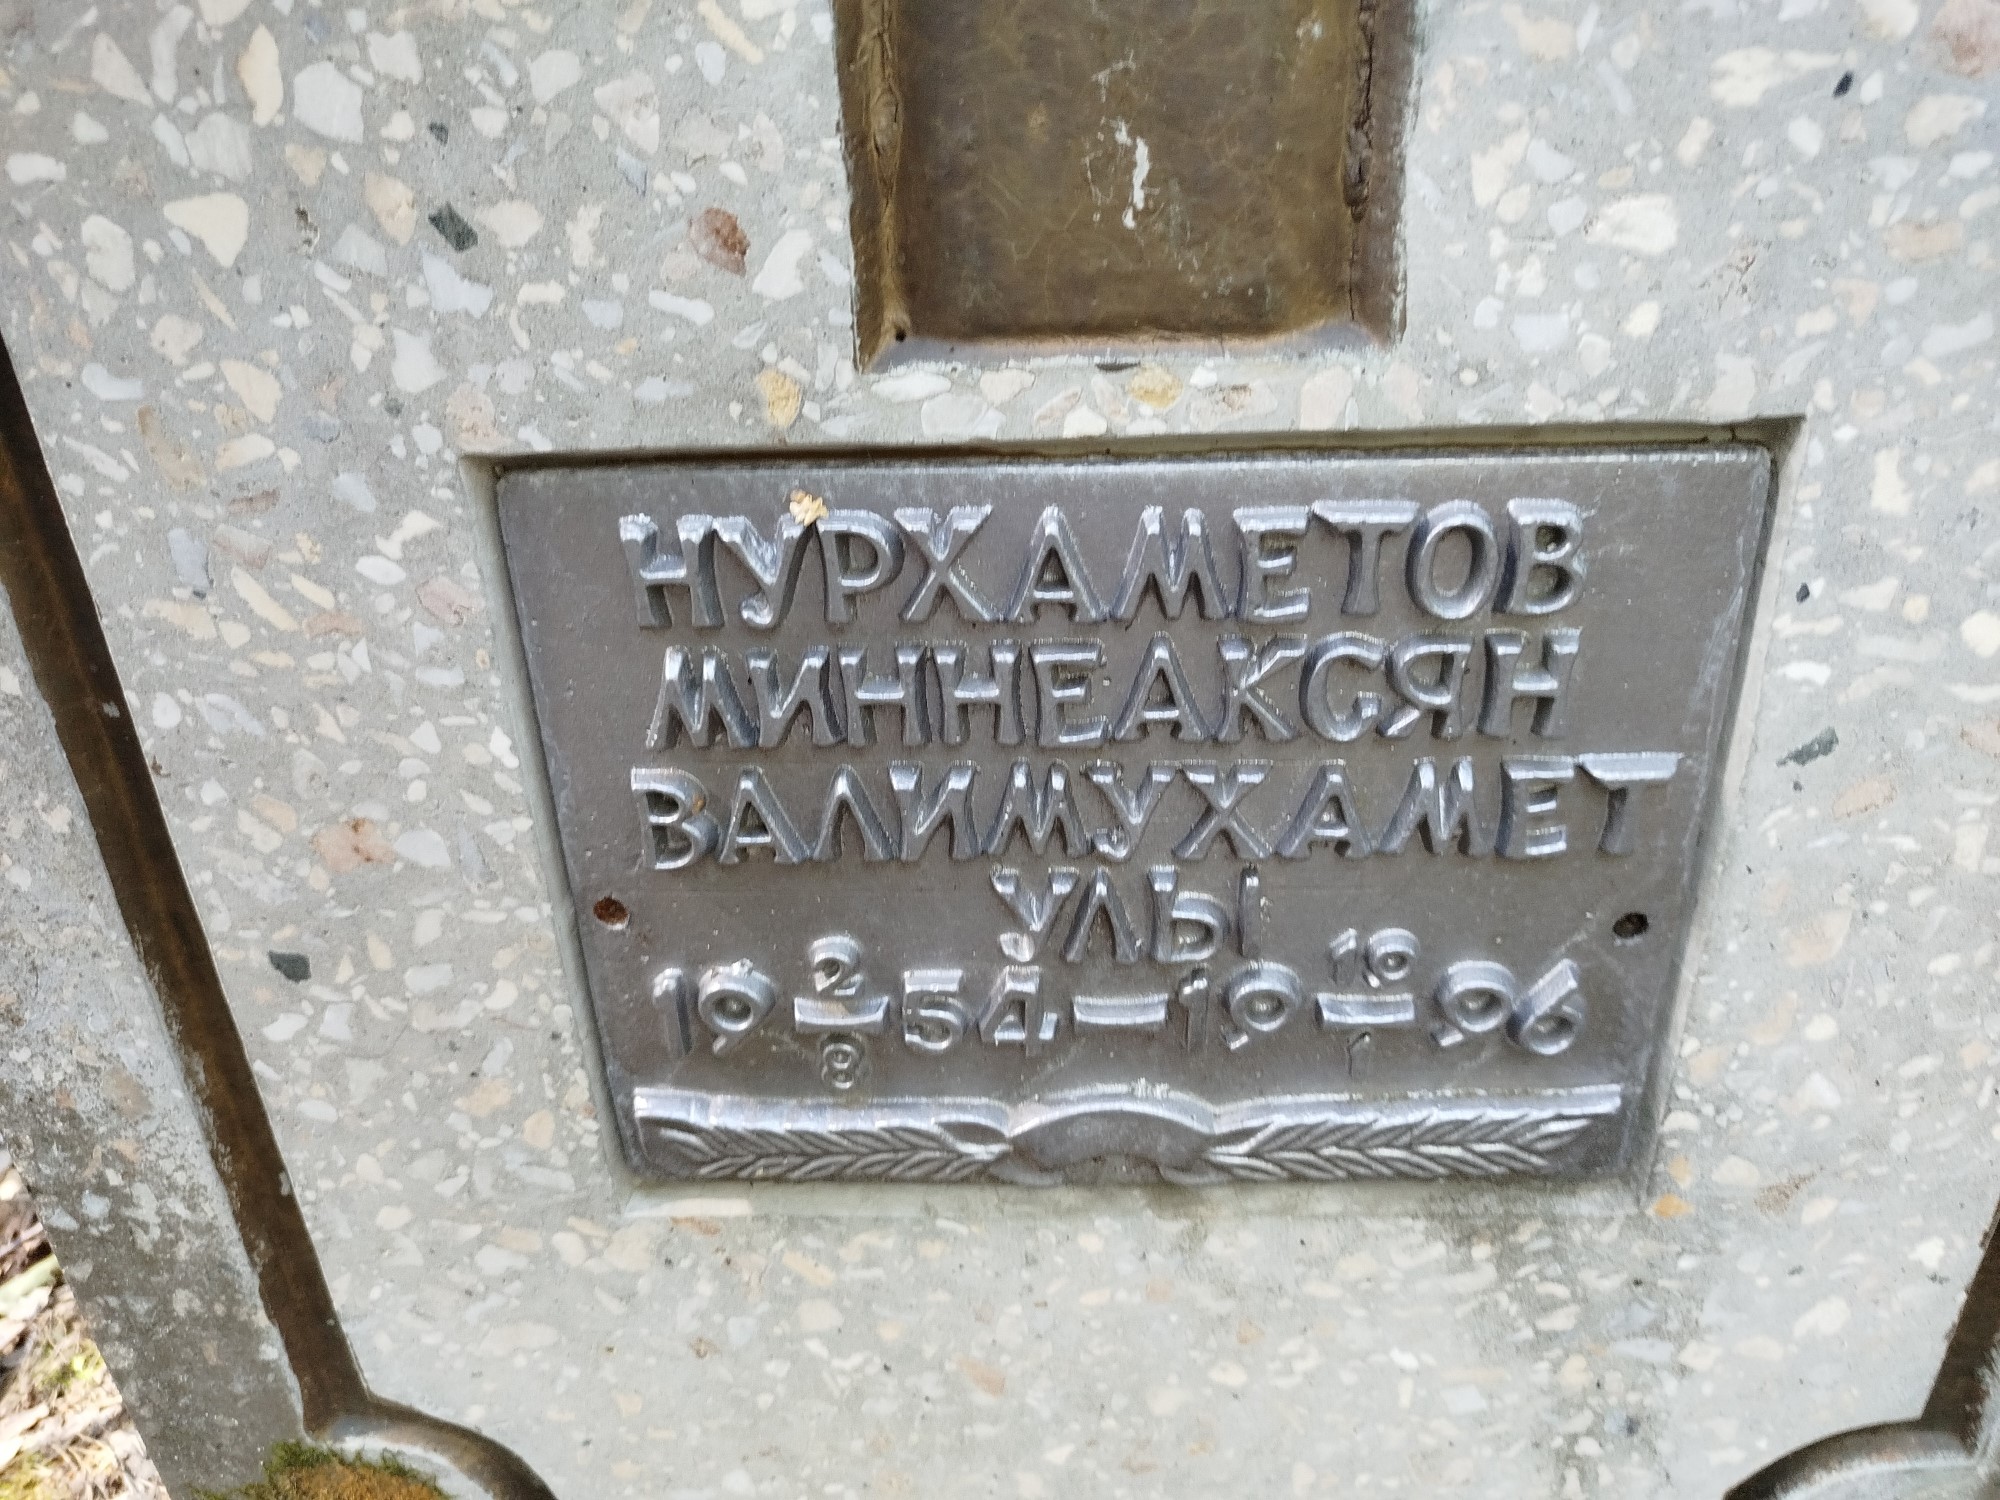 НУРХАМЕТОВ
МИННЕАКСЯН
ВАЛИМУХАМЕТ
УЛЫ
19 2/8 54 — 19 10/1 96